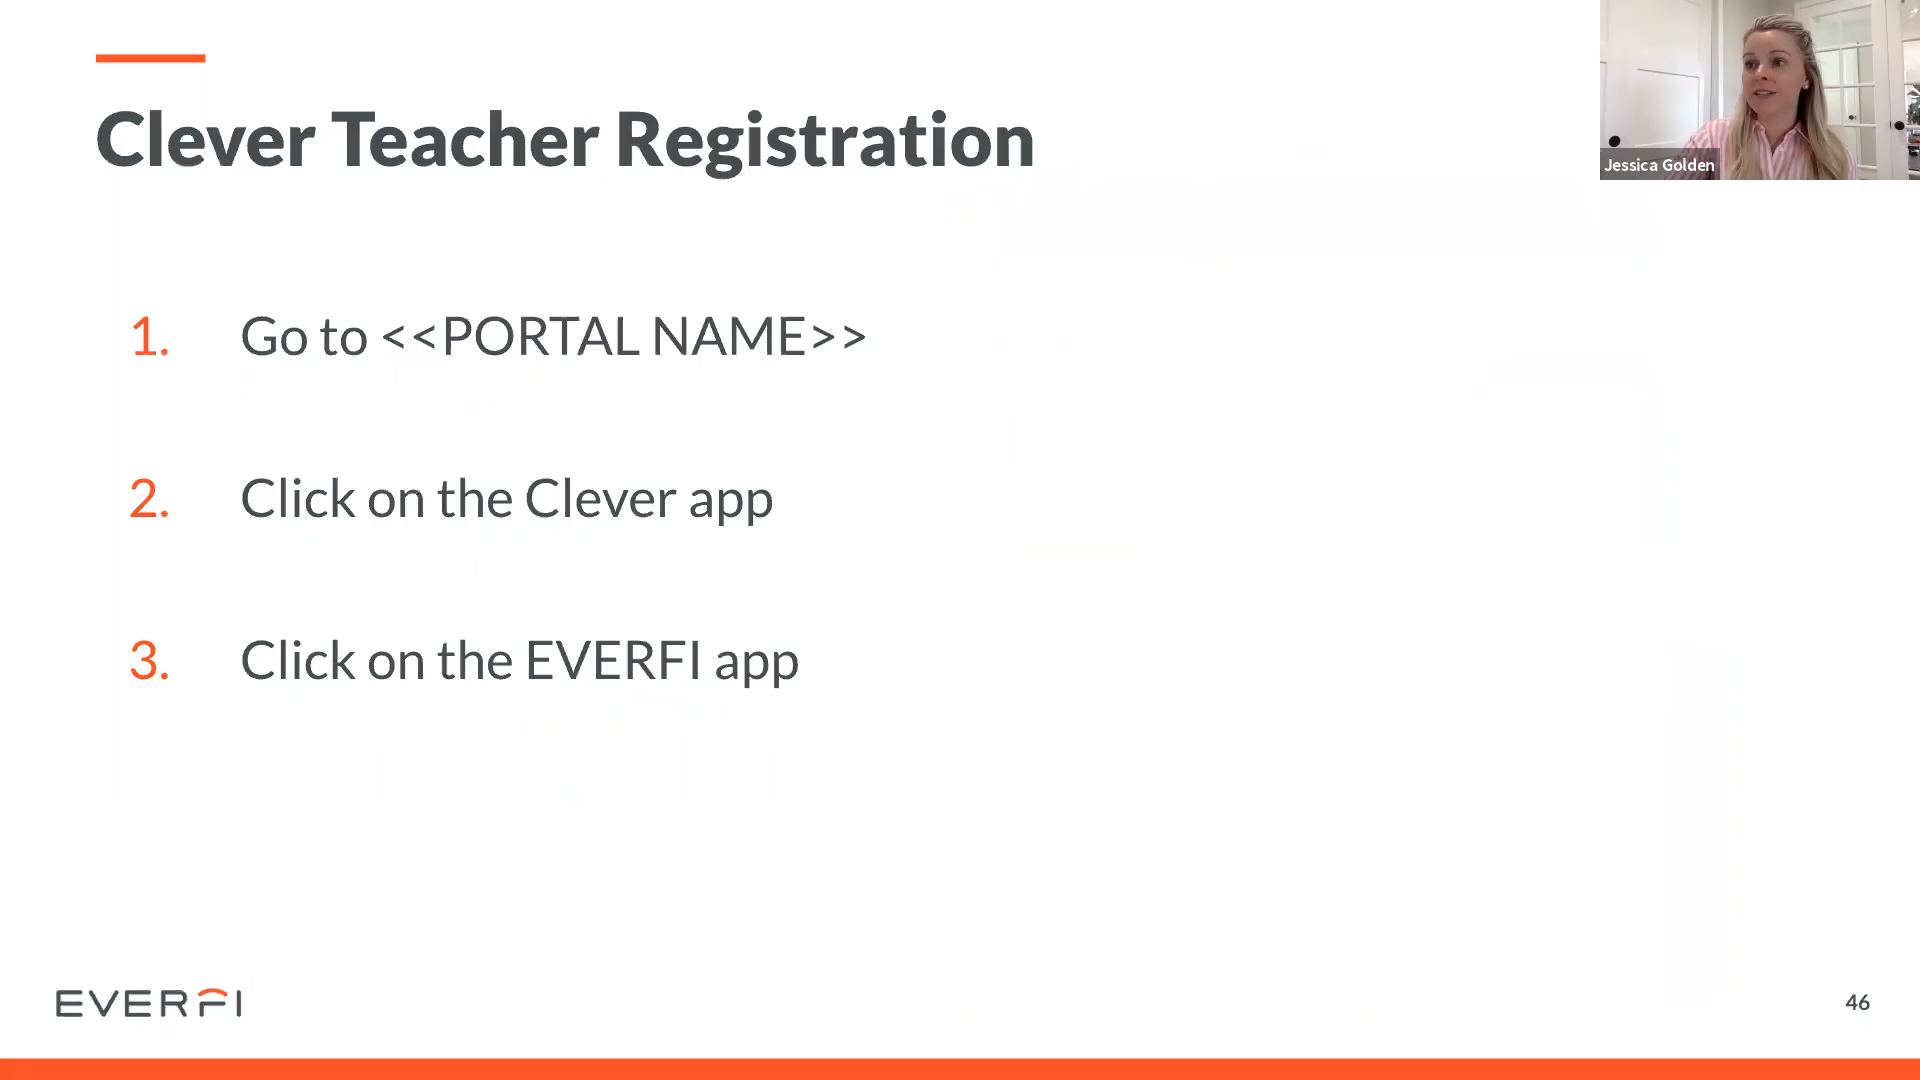 Clever Teacher Registration
Jessica Golden
1. Go to <<PORTAL NAME>>
2. Click on the Clever app
3. Click on the EVERFI app
EVERFI
46